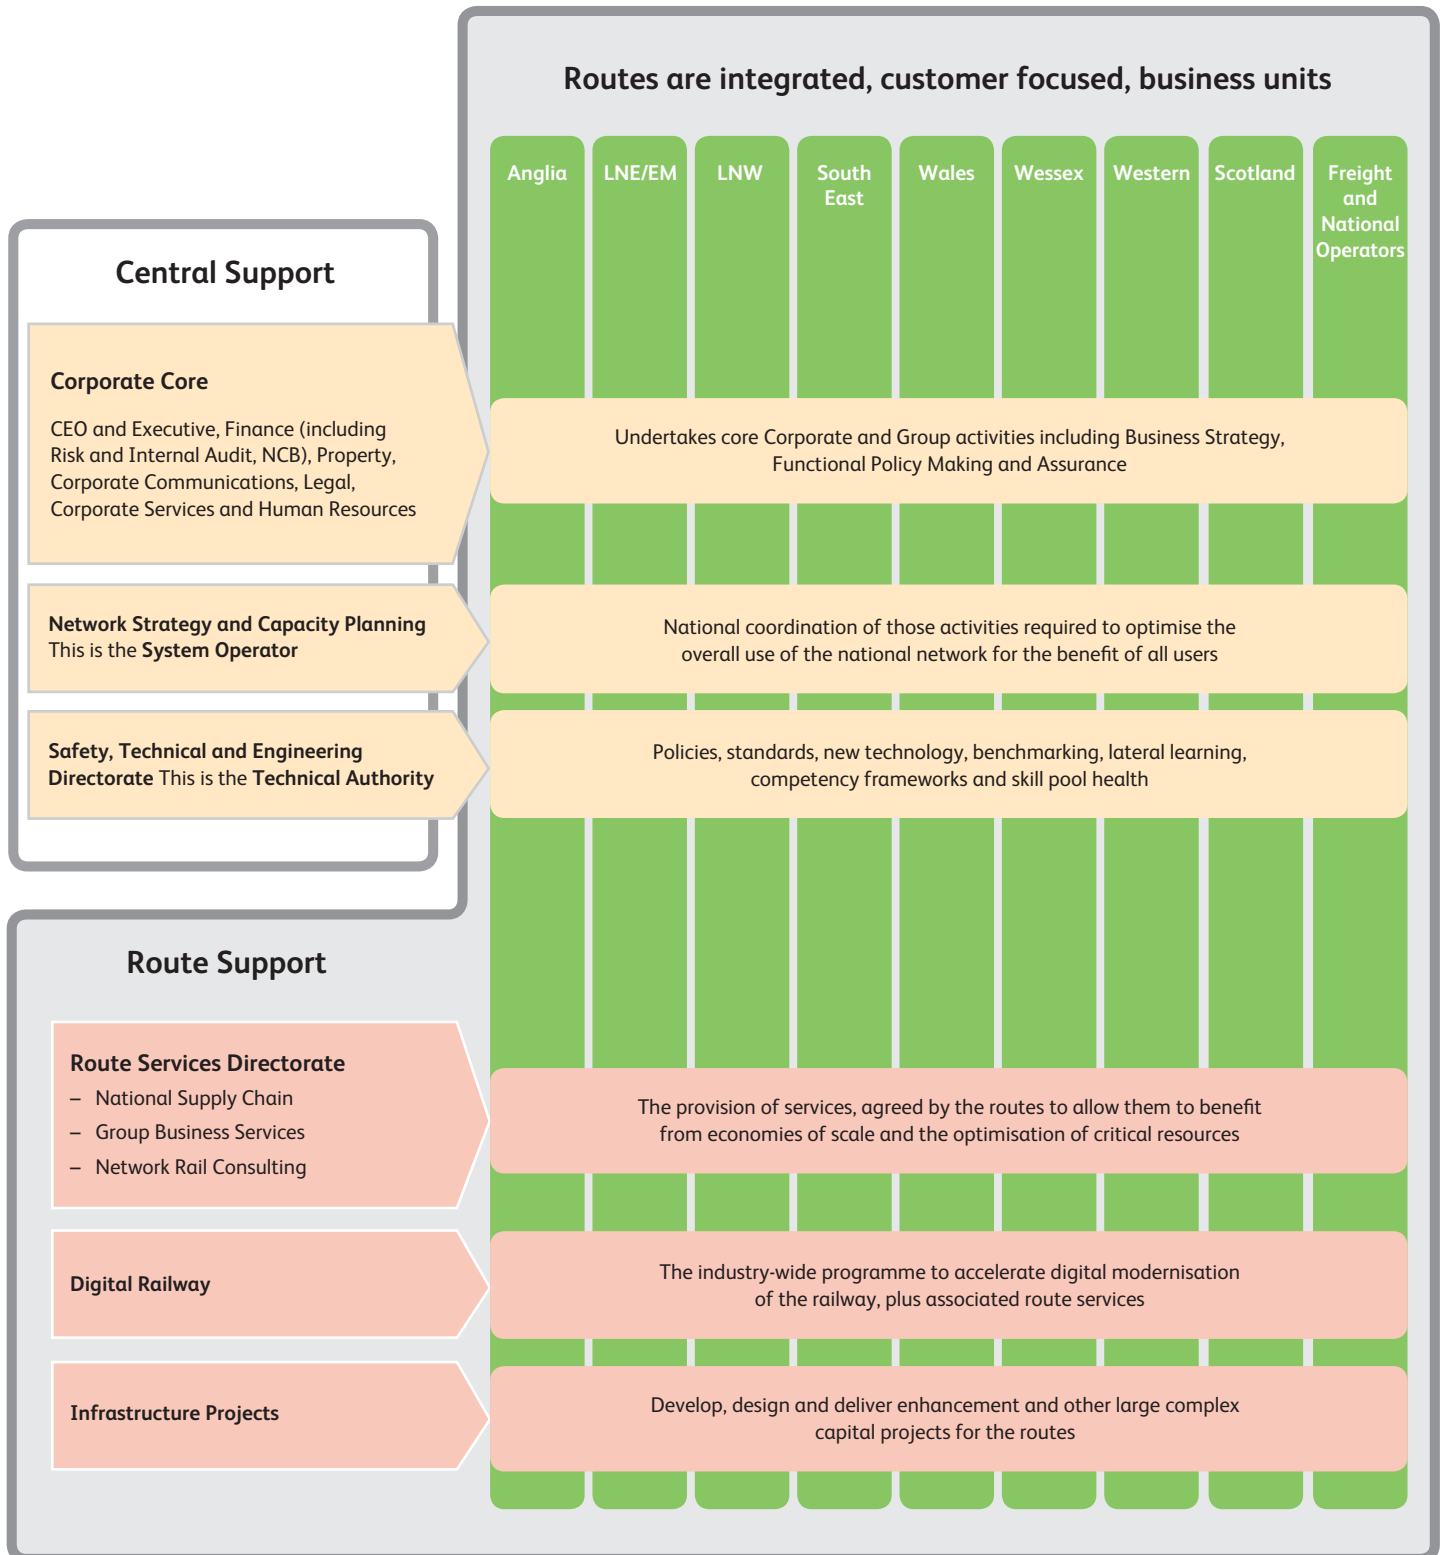 Routes are integrated, customer focused, business units
Anglia
LNE/EM
LNW
South
East
Wales
Wessex
Western
Scotland
Freight
and
National
Operators
Central Support
Corporate Core
CEO and Executive, Finance (including
Risk and Internal Audit, NCB), Property,
Corporate Communications, Legal,
Corporate Services and Human Resources
Undertakes core Corporate and Group activities including Business Strategy,
Functional Policy Making and Assurance
Network Strategy and Capacity Planning
This is the System Operator
National coordination of those activities required to optimise the
overall use of the national network for the benefit of all users
Safety, Technical and Engineering
Directorate This is the Technical Authority
Policies, standards, new technology, benchmarking, lateral learning,
competency frameworks and skill pool health
Route Support
Route Services Directorate
– National Supply Chain
– Group Business Services
– Network Rail Consulting
The provision of services, agreed by the routes to allow them to benefit
from economies of scale and the optimisation of critical resources
Digital Railway
The industry-wide programme to accelerate digital modernisation
of the railway, plus associated route services
Infrastructure Projects
Develop, design and deliver enhancement and other large complex
capital projects for the routes